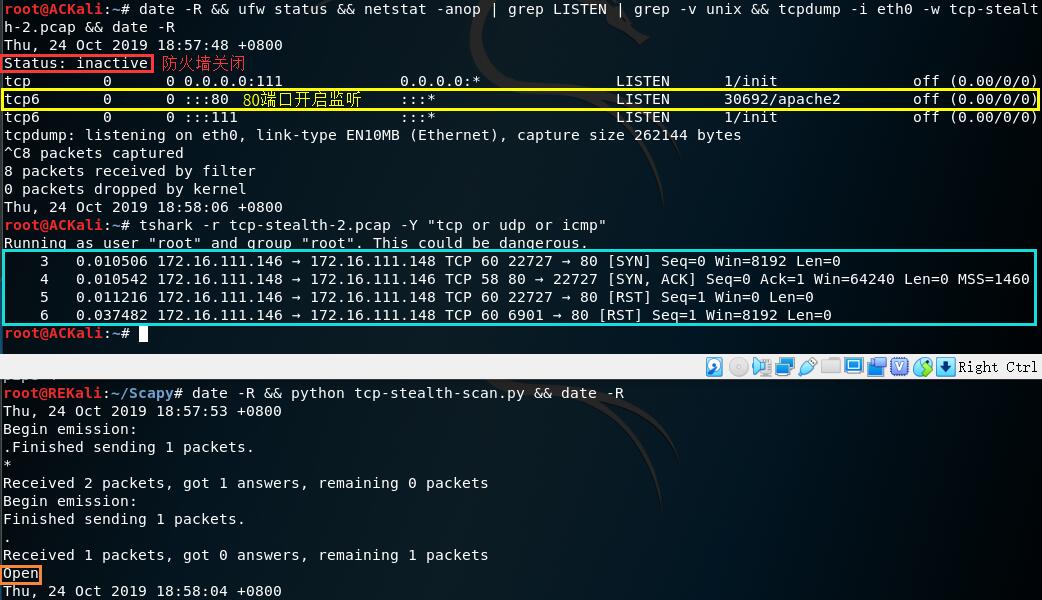 root@ACKali:~# date -R && ufw status && netstat -anop | grep LISTEN | grep -v unix && tcpdump -i eth0 -w tcp-stealt
h-2.pcap && date -R
Thu, 24 Oct 2019 18:57:48 +0800
Status: inactive 防火墙关闭
tcp 0 0 0.0.0.0:111 0.0.0.0:* LISTEN 1/init off (0.00/0/0)
tcp6 0 0 :::80 80端口开启监听 :::* LISTEN 30692/apache2 off (0.00/0/0)
tcp6 0 0 :::111 :::* LISTEN 1/init off (0.00/0/0)
tcpdump: listening on eth0, link-type EN10MB (Ethernet), capture size 262144 bytes
^C8 packets captured
8 packets received by filter
0 packets dropped by kernel
Thu, 24 Oct 2019 18:58:06 +0800
root@ACKali:~# tshark -r tcp-stealth-2.pcap -Y "tcp or udp or icmp"
Running as user "root" and group "root". This could be dangerous.
3 0.010506 172.16.111.146 → 172.16.111.148 TCP 60 22727 → 80 [SYN] Seq=0 Win=8192 Len=0
4 0.010542 172.16.111.148 → 172.16.111.146 TCP 58 80 → 22727 [SYN, ACK] Seq=0 Ack=1 Win=64240 Len=0 MSS=1460
5 0.011216 172.16.111.146 → 172.16.111.148 TCP 60 22727 → 80 [RST] Seq=1 Win=0 Len=0
6 0.037482 172.16.111.146 → 172.16.111.148 TCP 60 6901 → 80 [RST] Seq=1 Win=8192 Len=0
root@ACKali:~#
Right Ctrl
root@REKali:~/Scapy# date -R && python tcp-stealth-scan.py && date -R
Thu, 24 Oct 2019 18:57:53 +0800
Begin emission:
.Finished sending 1 packets.
*
Received 2 packets, got 1 answers, remaining 0 packets
Begin emission:
Finished sending 1 packets.
.
Received 1 packets, got 0 answers, remaining 1 packets
Open
Thu, 24 Oct 2019 18:58:04 +0800